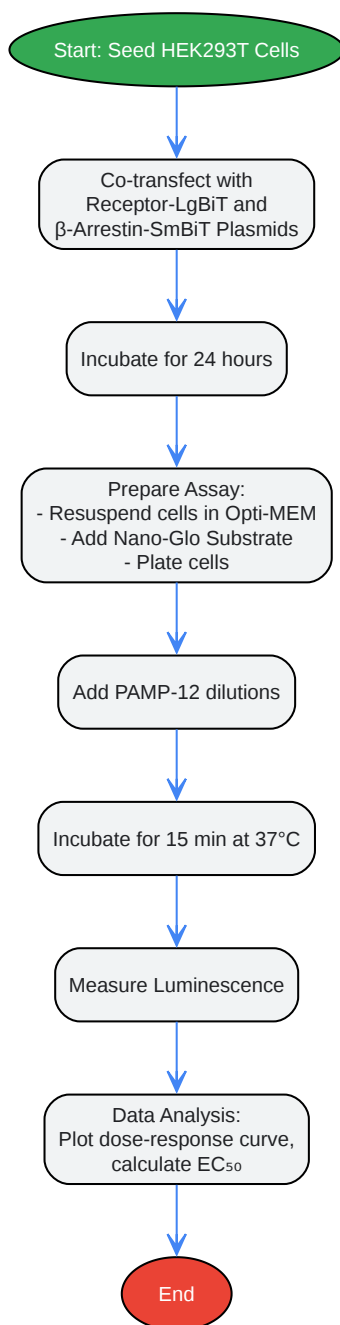 Start: Seed HEK293T Cells
Co-transfect with
Receptor-LgBiT and
β-Arrestin-SmBiT Plasmids
Incubate for 24 hours
Prepare Assay:
- Resuspend cells in Opti-MEM
- Add Nano-Glo Substrate
- Plate cells
Add PAMP-12 dilutions
Incubate for 15 min at 37°C
Measure Luminescence
Data Analysis:
Plot dose-response curve,
calculate EC₅₀
End